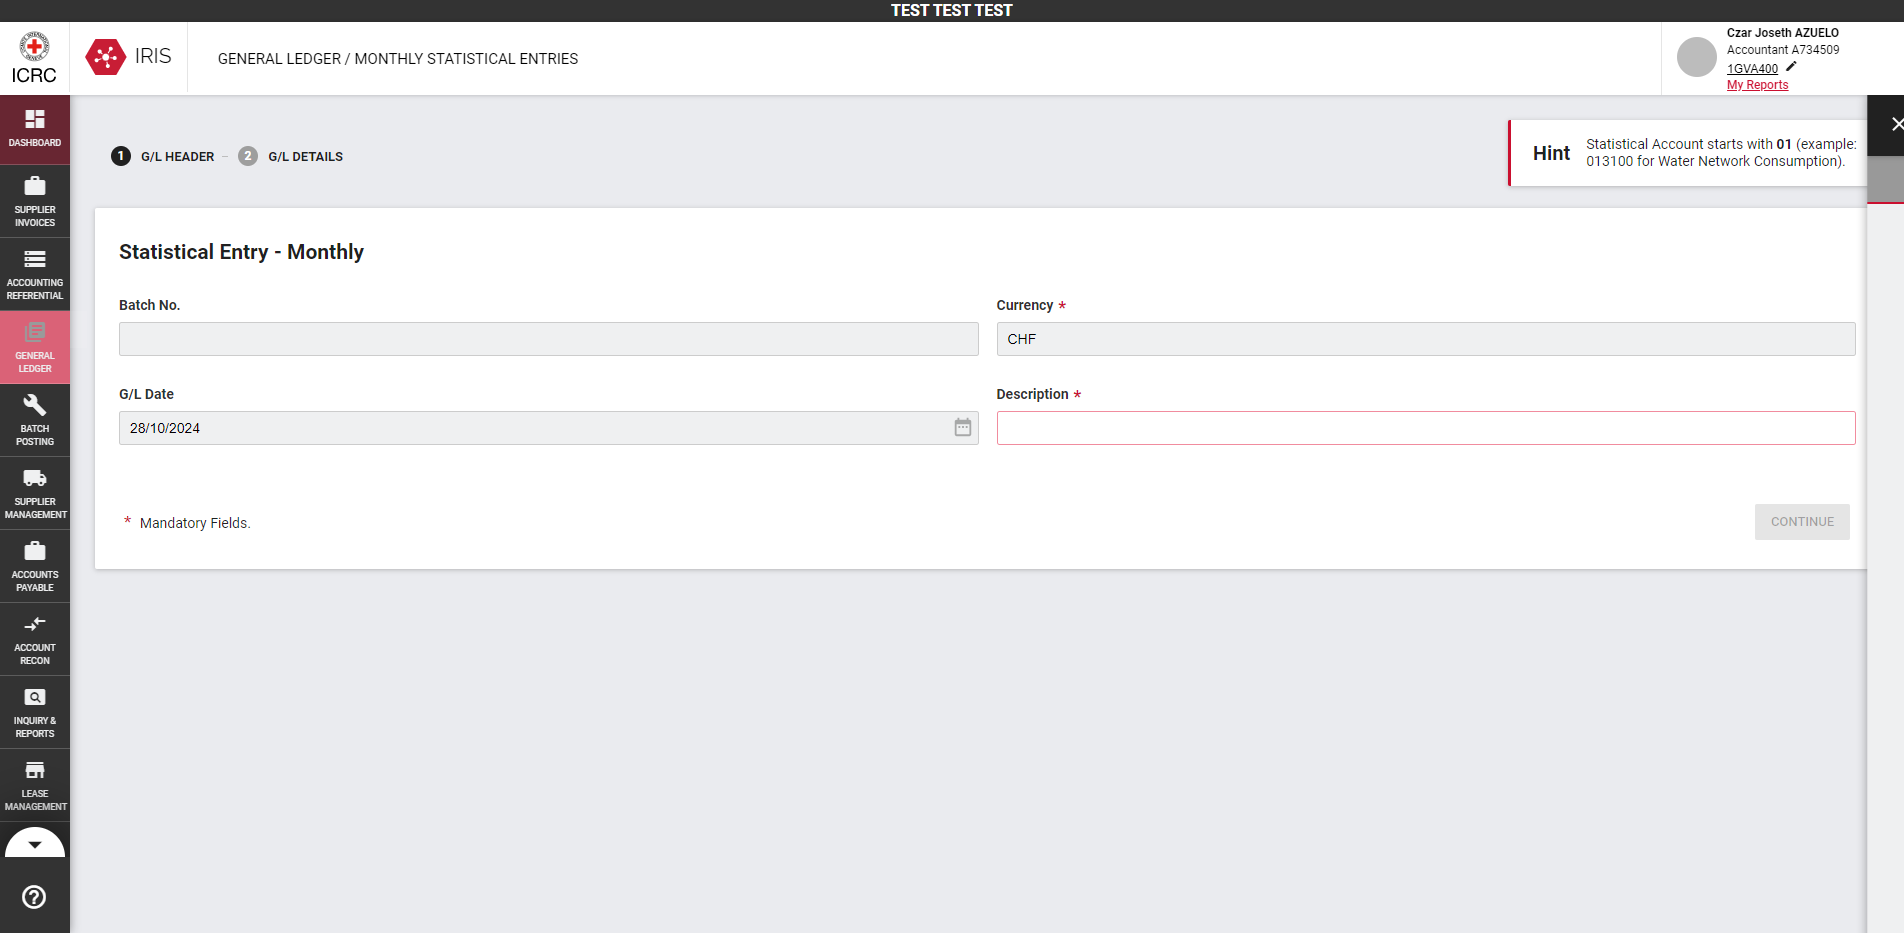 TEST TEST TEST
ICRC
IRIS
GENERAL LEDGER / MONTHLY STATISTICAL ENTRIES
Czar Joseth AZUELO
Accountant A734509
1GVA400
My Reports
DASHBOARD
SUPPLIER
INVOICES
ACCOUNTING
REFERENTIAL
GENERAL
LEDGER
BATCH
POSTING
SUPPLIER
MANAGEMENT
ACCOUNTS
PAYABLE
ACCOUNT
RECON
INQUIRY &
REPORTS
LEASE
MANAGEMENT
1 G/L HEADER – 2 G/L DETAILS
Hint
Statistical Account starts with 01 (example:
013100 for Water Network Consumption).
Statistical Entry - Monthly
Batch No.
Currency *
CHF
G/L Date
28/10/2024
Description *
* Mandatory Fields.
CONTINUE